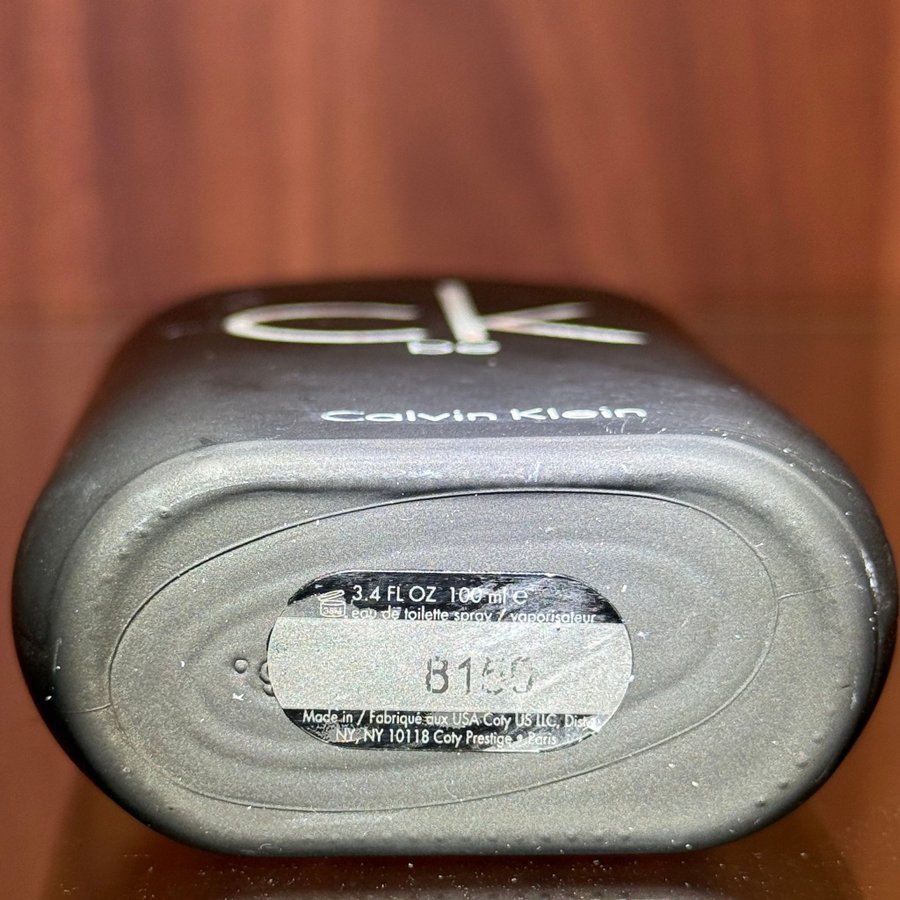 ck
be
Calvin Klein
3.4 FL OZ 100 ml ℮
36M
eau de toilette spray / vaporisateur
Made in / Fabriqué aux USA Coty US LLC, Dist.
NY, NY 10118 Coty Prestige • Paris